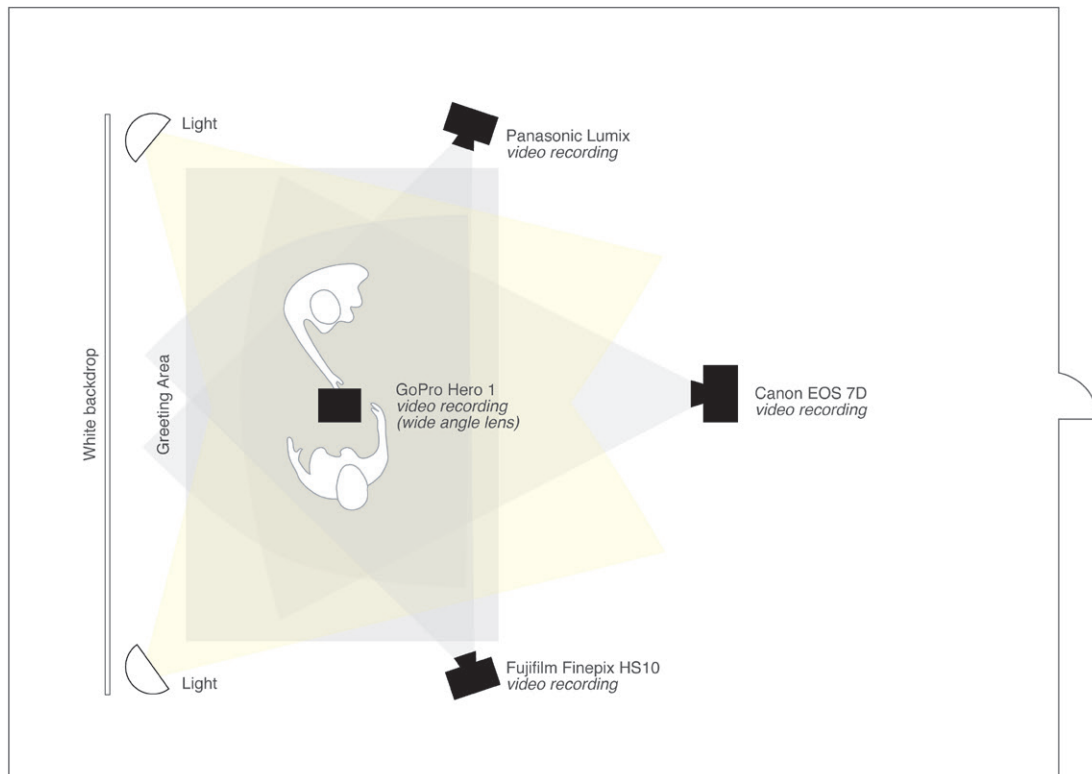 Light
Panasonic Lumix
video recording
White backdrop
Greeting Area
GoPro Hero 1
video recording
(wide angle lens)
Canon EOS 7D
video recording
Fujifilm Finepix HS10
video recording
Light